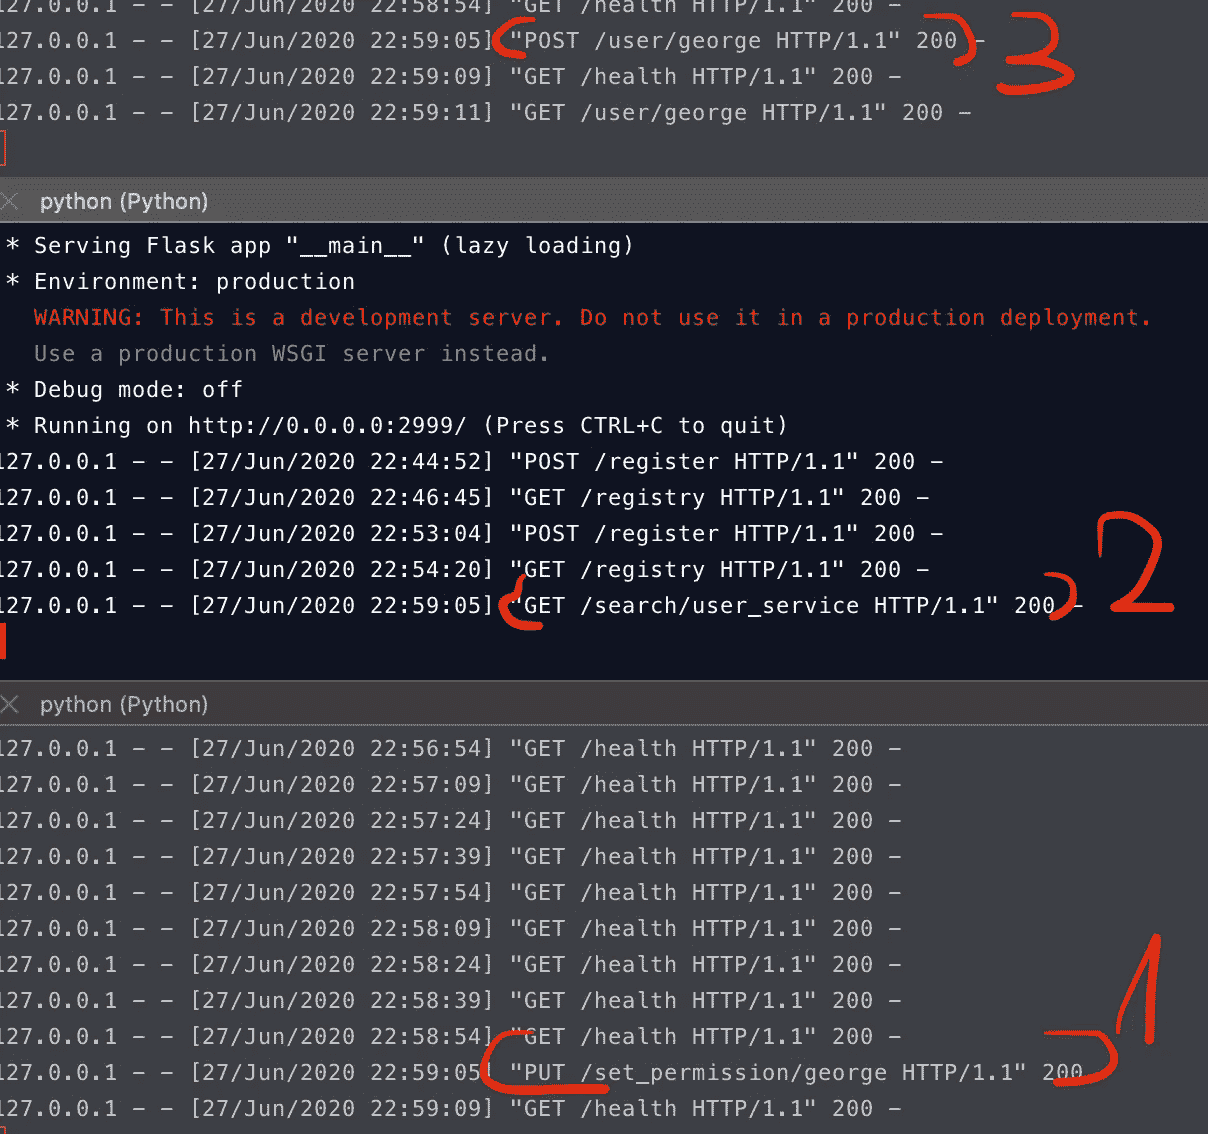 127.0.0.1 - - [27/Jun/2020 22:58:54] "GET /health HTTP/1.1" 200 -
127.0.0.1 - - [27/Jun/2020 22:59:05] "POST /user/george HTTP/1.1" 200 - 3
127.0.0.1 - - [27/Jun/2020 22:59:09] "GET /health HTTP/1.1" 200 -
127.0.0.1 - - [27/Jun/2020 22:59:11] "GET /user/george HTTP/1.1" 200 -
python (Python)
* Serving Flask app "__main__" (lazy loading)
* Environment: production
WARNING: This is a development server. Do not use it in a production deployment.
Use a production WSGI server instead.
* Debug mode: off
* Running on http://0.0.0.0:2999/ (Press CTRL+C to quit)
127.0.0.1 - - [27/Jun/2020 22:44:52] "POST /register HTTP/1.1" 200 -
127.0.0.1 - - [27/Jun/2020 22:46:45] "GET /registry HTTP/1.1" 200 -
127.0.0.1 - - [27/Jun/2020 22:53:04] "POST /register HTTP/1.1" 200 -
127.0.0.1 - - [27/Jun/2020 22:54:20] "GET /registry HTTP/1.1" 200 -
127.0.0.1 - - [27/Jun/2020 22:59:05] "GET /search/user_service HTTP/1.1" 200 - 2
python (Python)
127.0.0.1 - - [27/Jun/2020 22:56:54] "GET /health HTTP/1.1" 200 -
127.0.0.1 - - [27/Jun/2020 22:57:09] "GET /health HTTP/1.1" 200 -
127.0.0.1 - - [27/Jun/2020 22:57:24] "GET /health HTTP/1.1" 200 -
127.0.0.1 - - [27/Jun/2020 22:57:39] "GET /health HTTP/1.1" 200 -
127.0.0.1 - - [27/Jun/2020 22:57:54] "GET /health HTTP/1.1" 200 -
127.0.0.1 - - [27/Jun/2020 22:58:09] "GET /health HTTP/1.1" 200 -
127.0.0.1 - - [27/Jun/2020 22:58:24] "GET /health HTTP/1.1" 200 -
127.0.0.1 - - [27/Jun/2020 22:58:39] "GET /health HTTP/1.1" 200 -
127.0.0.1 - - [27/Jun/2020 22:58:54] "GET /health HTTP/1.1" 200 -
127.0.0.1 - - [27/Jun/2020 22:59:05] "PUT /set_permission/george HTTP/1.1" 200 1
127.0.0.1 - - [27/Jun/2020 22:59:09] "GET /health HTTP/1.1" 200 -